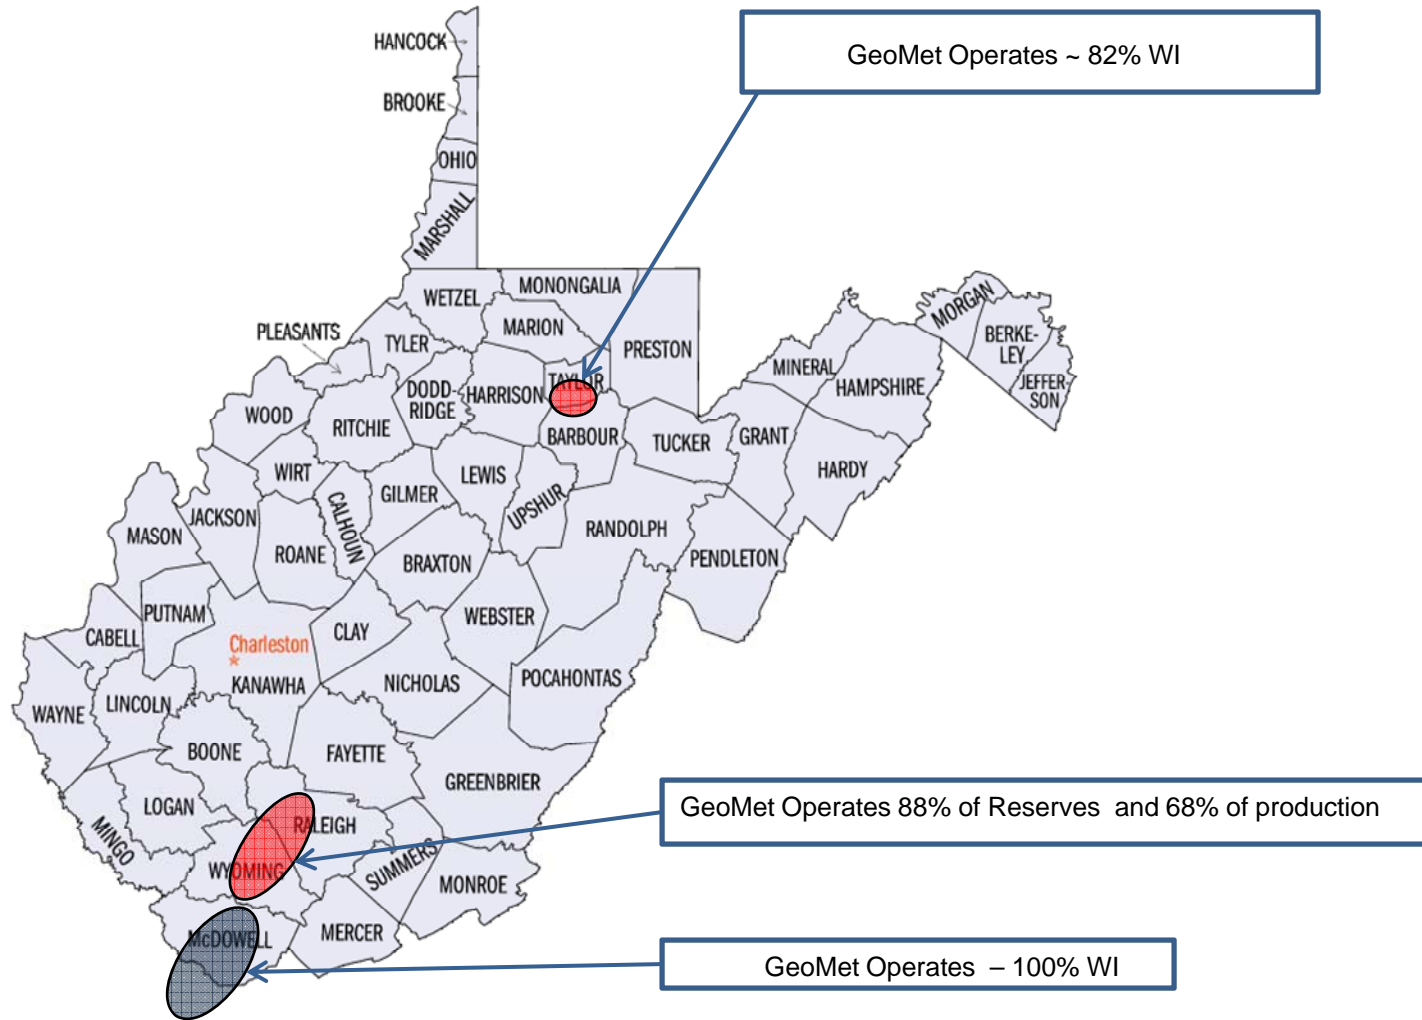 HANCOCK
GeoMet Operates ~ 82% WI
BROOKE
OHIO
MARSHALL
WETZEL
MONONGALIA
MARION
PRESTON
PLEASANTS
TYLER
MORGAN
BERKE-
LEY
JEFFER-
SON
MINERAL
HAMPSHIRE
TAYLOR
DODD-
RIDGE
HARRISON
WOOD
RITCHIE
BARBOUR
TUCKER
GRANT
HARDY
WIRT
CALHOUN
GILMER
LEWIS
UPSHUR
RANDOLPH
PENDLETON
JACKSON
MASON
ROANE
BRAXTON
WEBSTER
PUTNAM
CABELL
Charleston
*
KANAWHA
CLAY
NICHOLAS
POCAHONTAS
WAYNE
LINCOLN
BOONE
FAYETTE
GREENBRIER
LOGAN
MINGO
RALEIGH
GeoMet Operates 88% of Reserves and 68% of production
WYOMING
SUMMERS
MONROE
McDOWELL
MERCER
GeoMet Operates – 100% WI